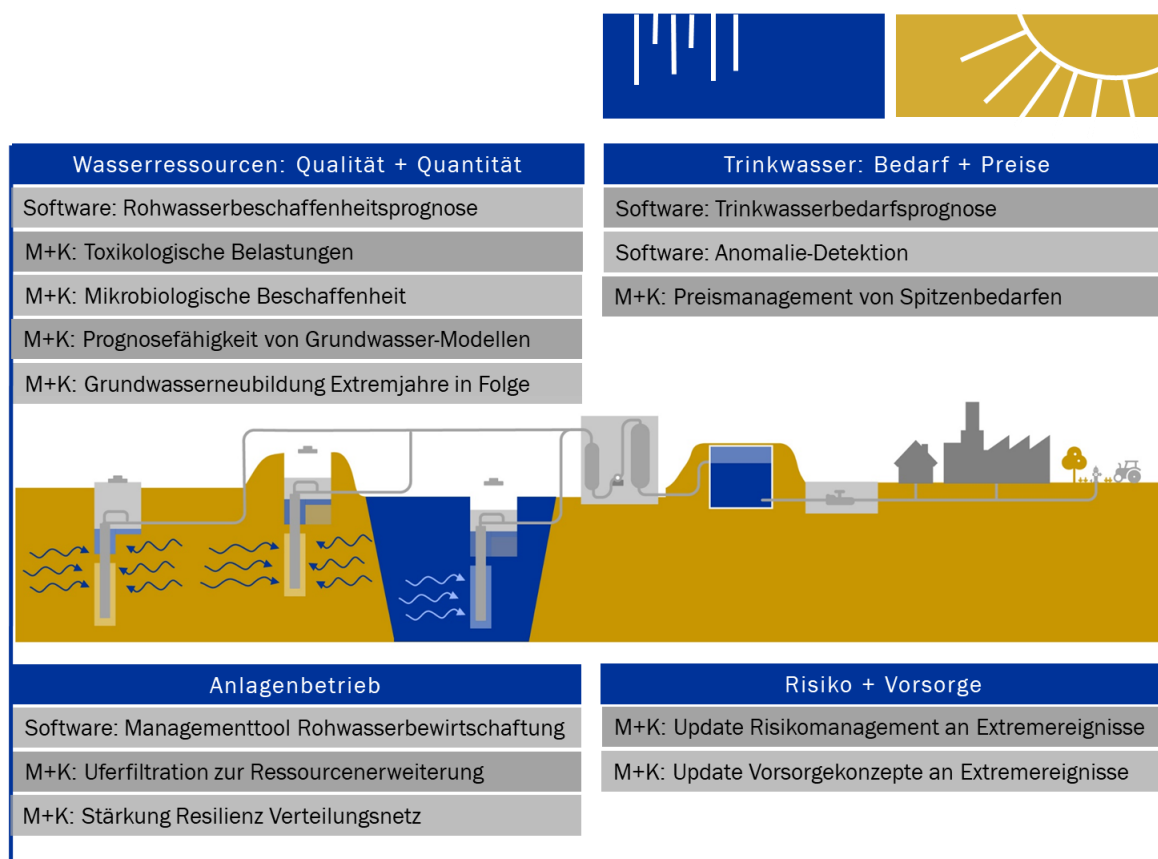 Wasserressourcen: Qualität + Quantität
Software: Rohwasserbeschaffenheitsprognose
M+K: Toxikologische Belastungen
M+K: Mikrobiologische Beschaffenheit
M+K: Prognosefähigkeit von Grundwasser-Modellen
M+K: Grundwasserneubildung Extremjahre in Folge
Trinkwasser: Bedarf + Preise
Software: Trinkwasserbedarfsprognose
Software: Anomalie-Detektion
M+K: Preismanagement von Spitzenbedarfen
Anlagenbetrieb
Software: Managementtool Rohwasserbewirtschaftung
M+K: Uferfiltration zur Ressourcenerweiterung
M+K: Stärkung Resilienz Verteilungsnetz
Risiko + Vorsorge
M+K: Update Risikomanagement an Extremereignisse
M+K: Update Vorsorgekonzepte an Extremereignisse